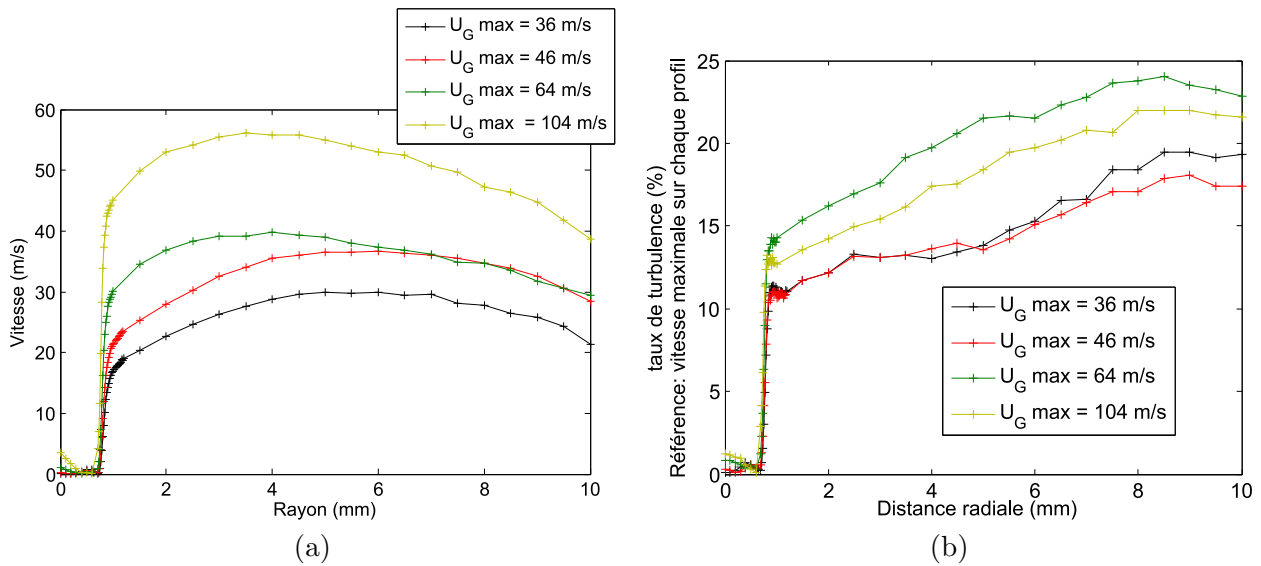 U_G max = 36 m/s
U_G max = 46 m/s
U_G max = 64 m/s
U_G max = 104 m/s
(a)
60
50
40
30
20
10
0
Vitesse (m/s)
0 2 4 6 8 10
Rayon (mm)
(b)
25
20
15
10
5
0
taux de turbulence (%)
Référence: vitesse maximale sur chaque profil
U_G max = 36 m/s
U_G max = 46 m/s
U_G max = 64 m/s
U_G max = 104 m/s
0 2 4 6 8 10
Distance radiale (mm)
(a)
(b)